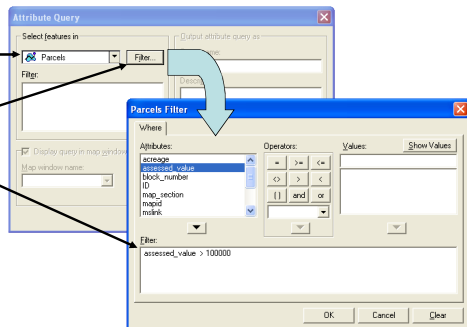 Attribute Query
Select features in
Parcels
Filter...
Filter:
Output attribute query as
Display query in map window
Map window name:
Parcels Filter
Where
Attributes:
acreage
assessed_value
block_number
ID
map_section
mapid
mslink
Operators:
= >= <=
<> > <
( ) and or
Values:
Show Values
Filter:
assessed_value > 100000
OK Cancel Clear